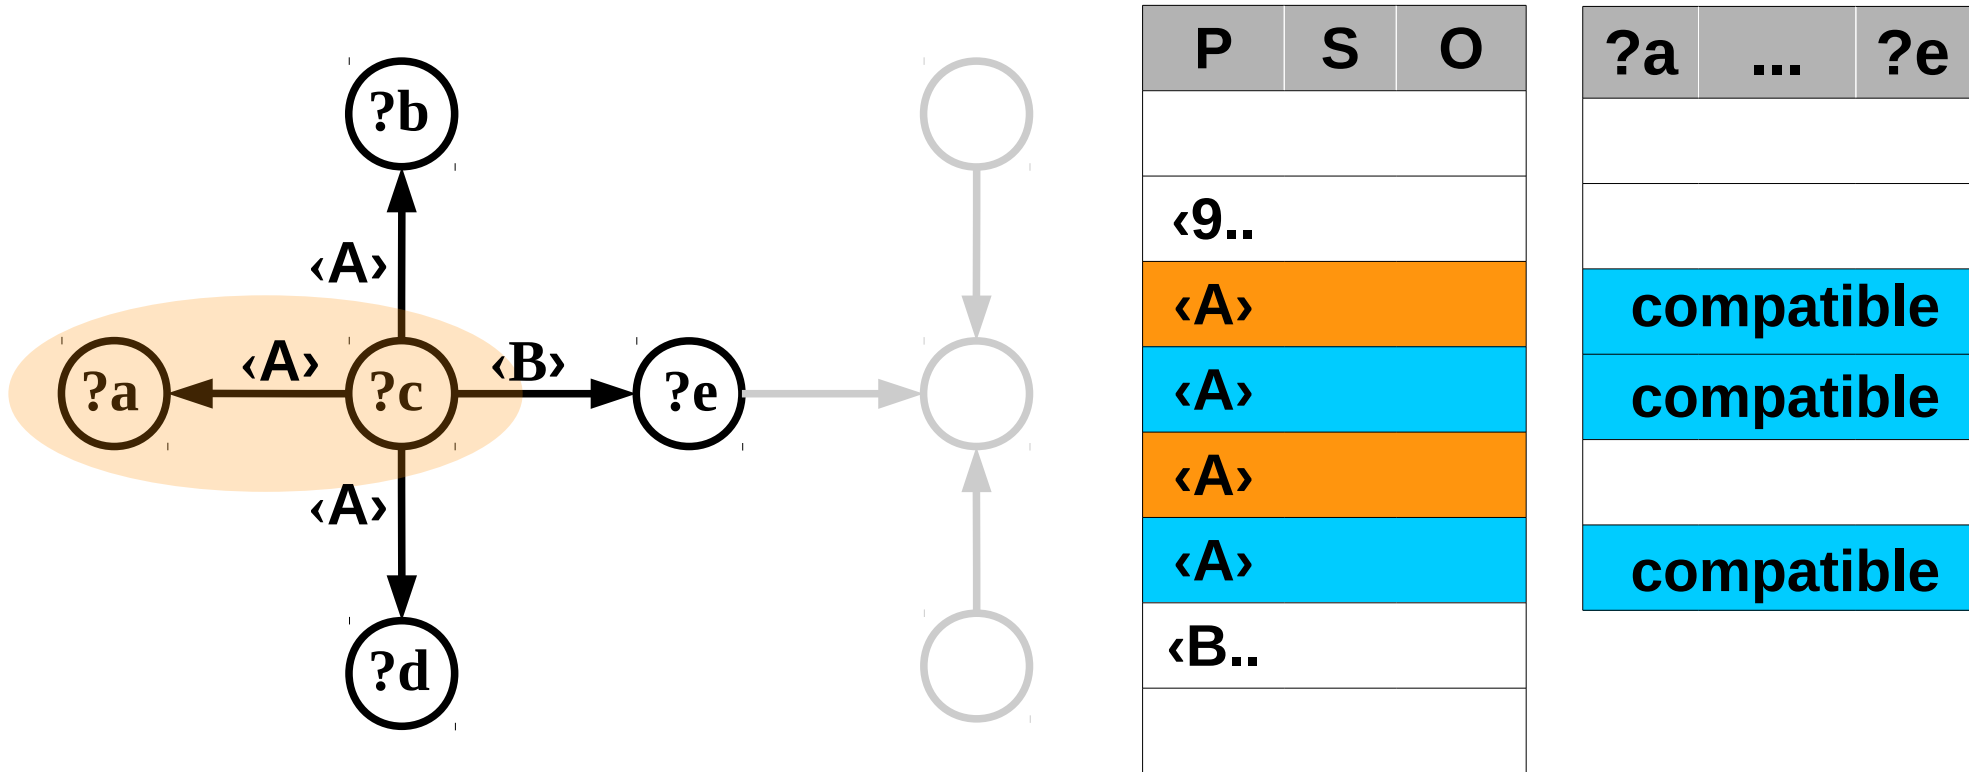 ?b
‹A›
?a
‹A›
?c
‹B›
?e
‹A›
?d
P S O
‹9..
‹A›
‹A›
‹A›
‹A›
‹B..
?a ... ?e
compatible
compatible
compatible